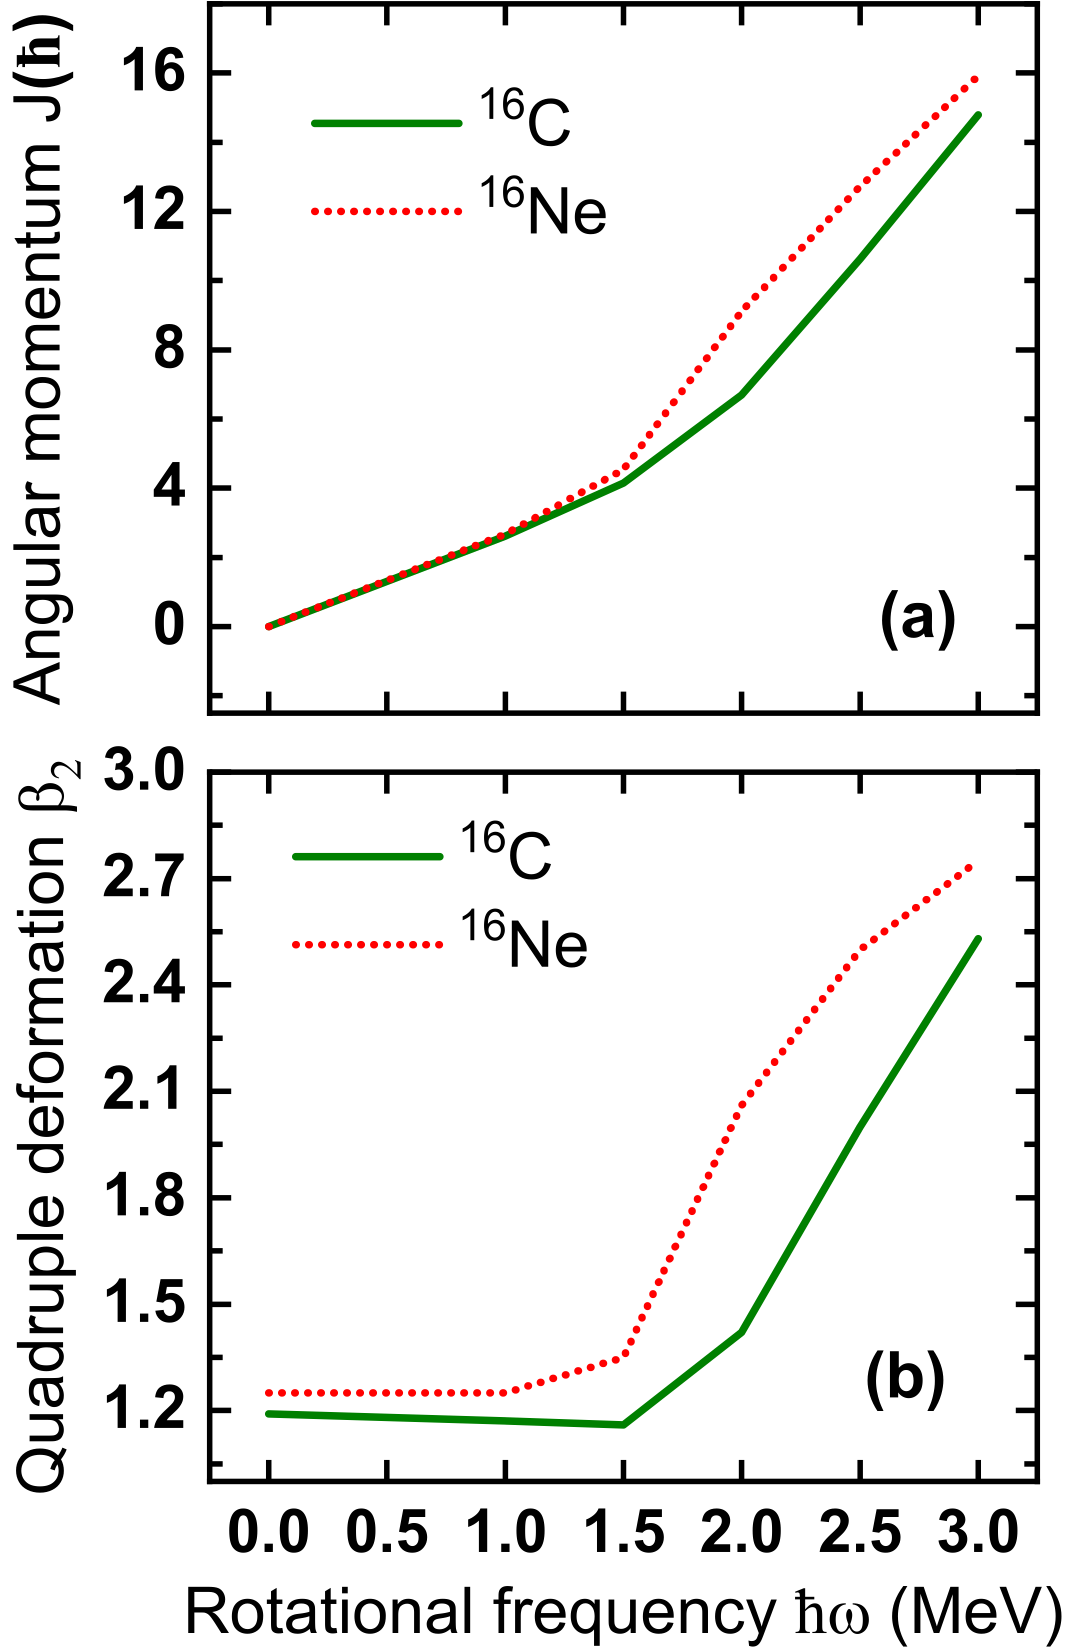 Angular momentum J(ħ)
16
12
8
4
0
¹⁶C
¹⁶Ne
(a)
Quadruple deformation β₂
3.0
2.7
2.4
2.1
1.8
1.5
1.2
¹⁶C
¹⁶Ne
(b)
0.0 0.5 1.0 1.5 2.0 2.5 3.0
Rotational frequency ħω (MeV)